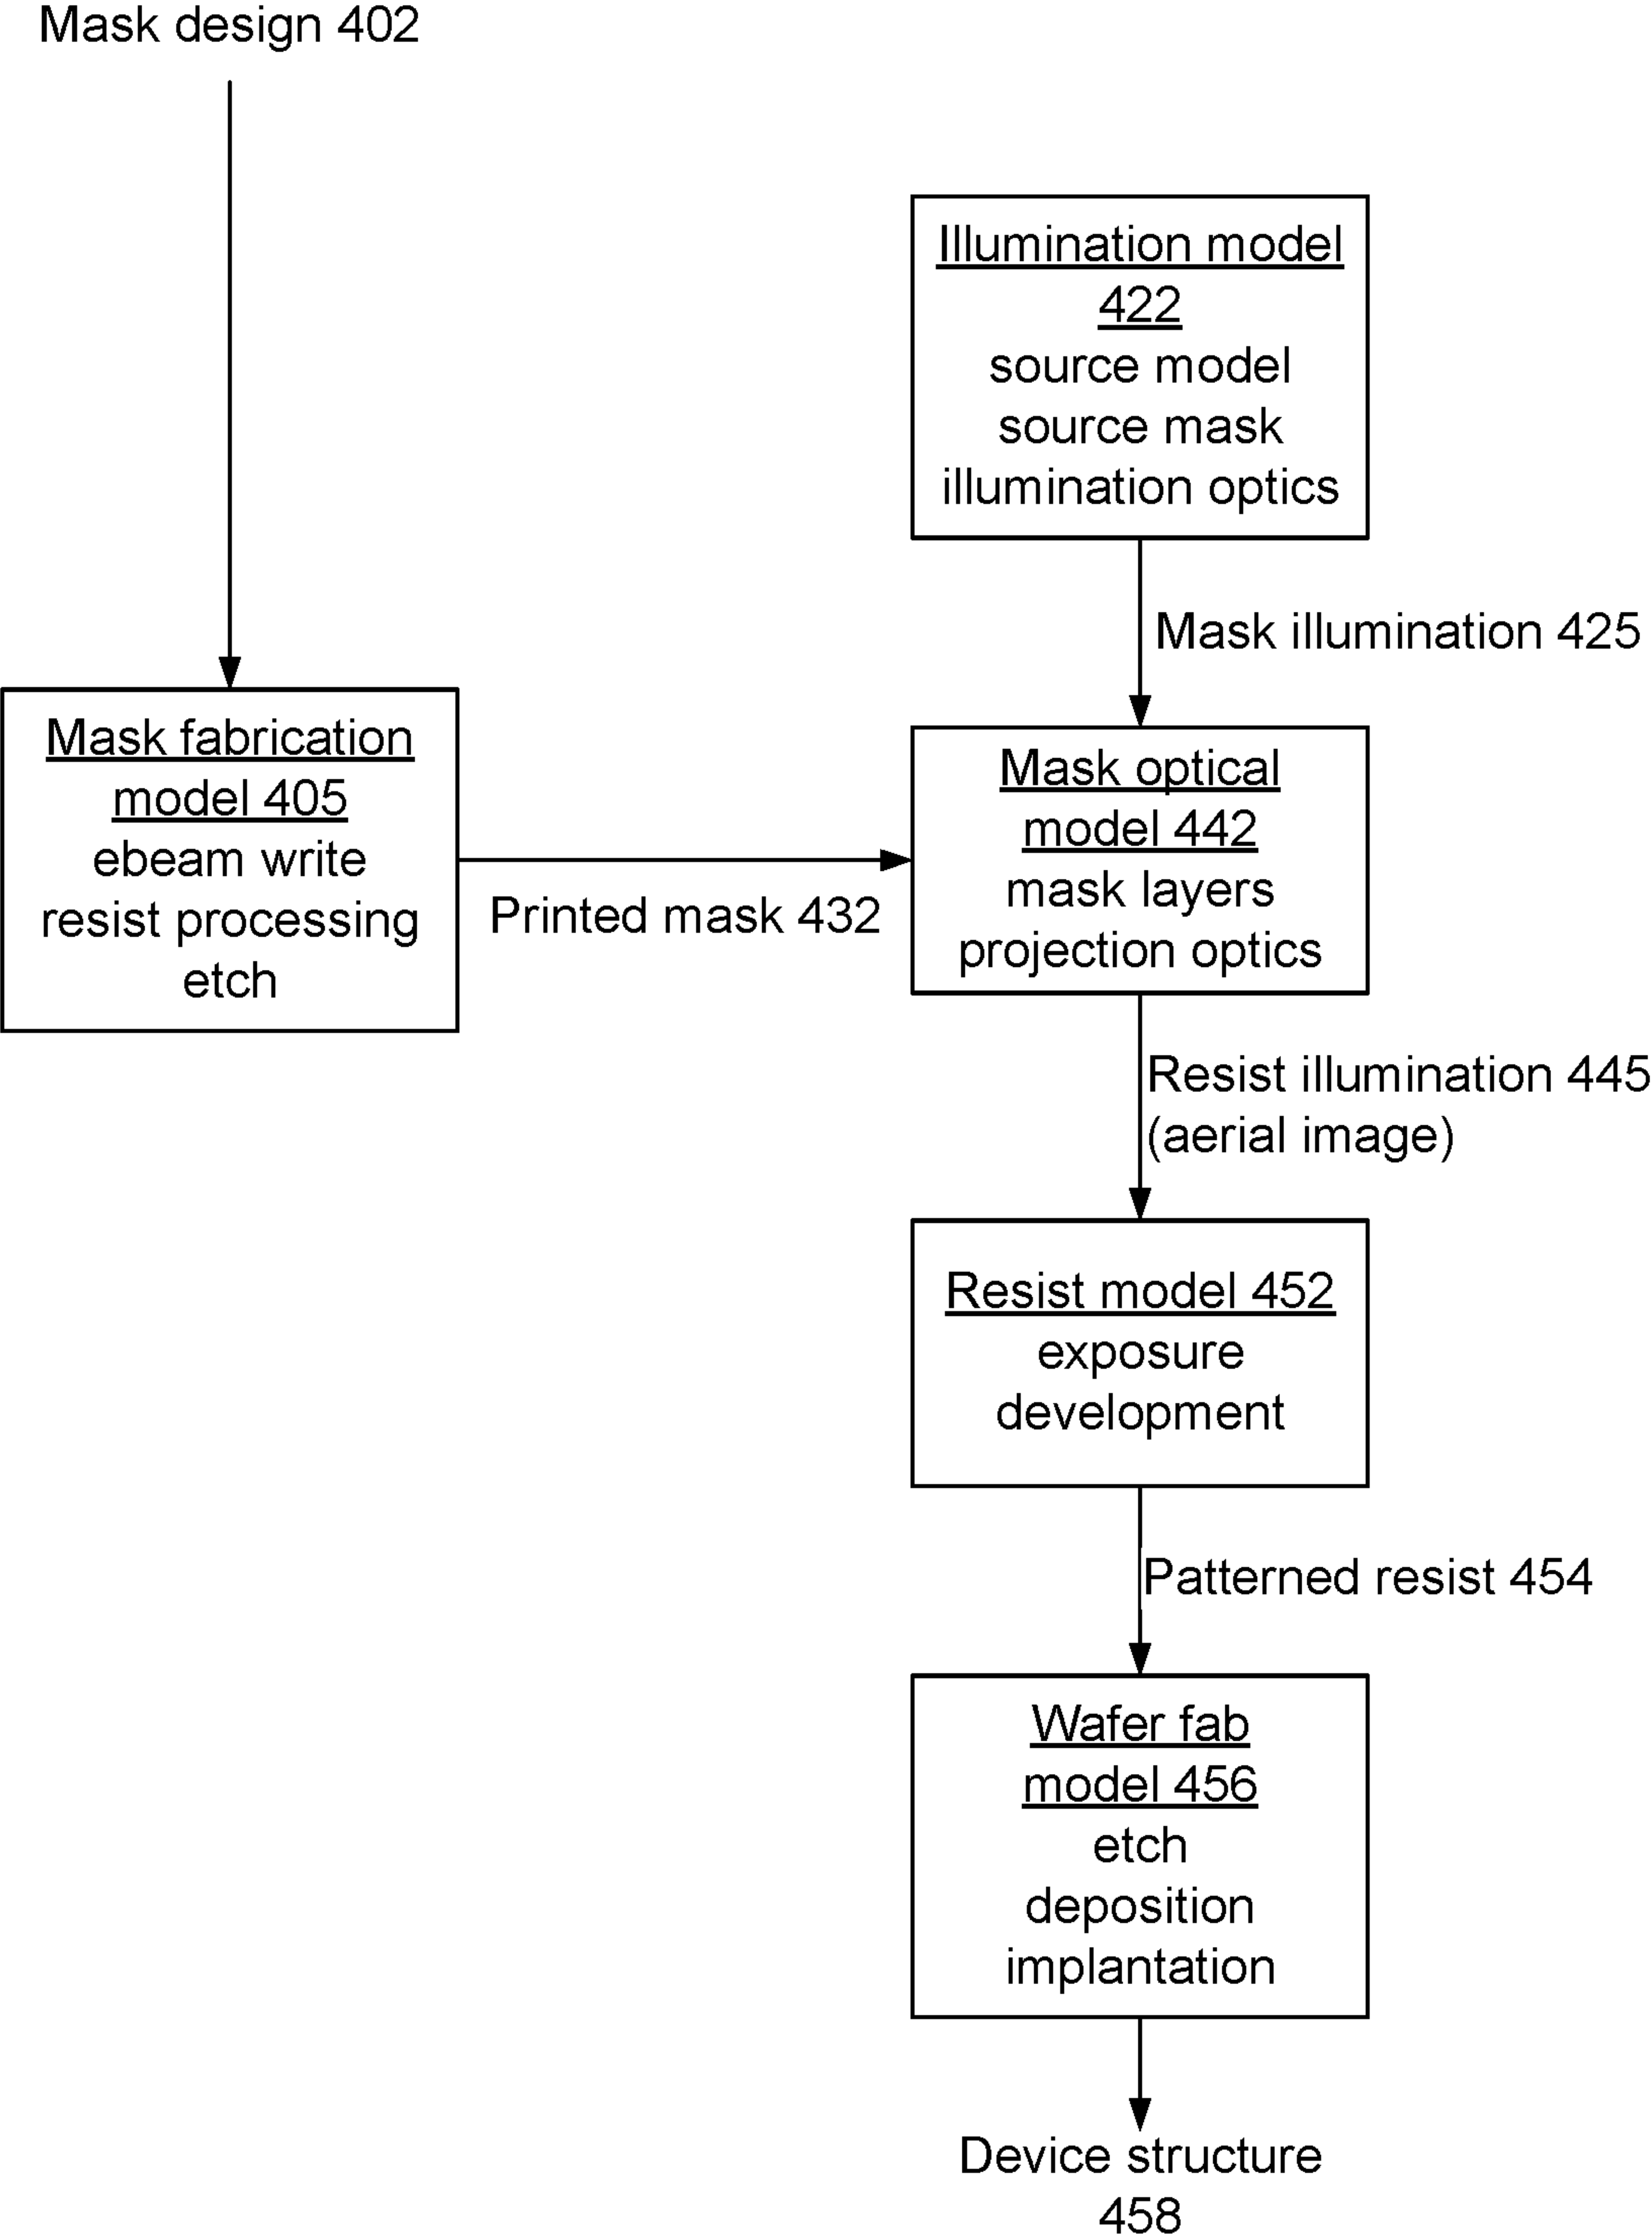 Mask design 402
Illumination model
422
source model
source mask
illumination optics
Mask illumination 425
Mask fabrication
model 405
ebeam write
resist processing
etch
Printed mask 432
Mask optical
model 442
mask layers
projection optics
Resist illumination 445
(aerial image)
Resist model 452
exposure
development
Patterned resist 454
Wafer fab
model 456
etch
deposition
implantation
Device structure
458